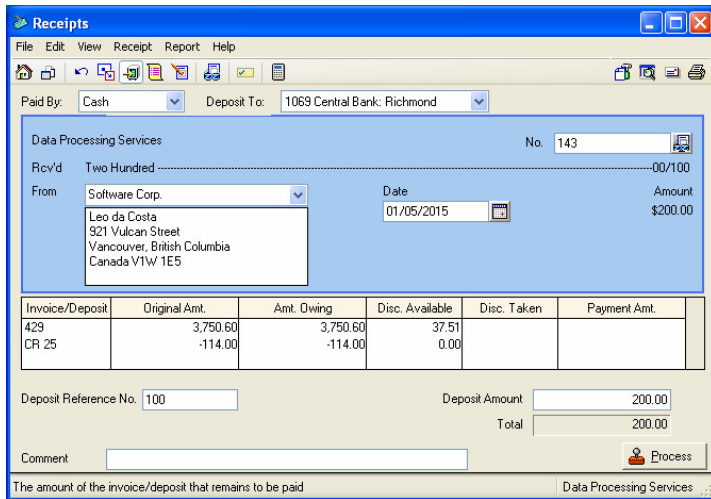 Receipts
File Edit View Receipt Report Help
Paid By: Cash Deposit To: 1069 Central Bank: Richmond
Data Processing Services No. 143
Rcv'd Two Hundred ---------------------------------------------------------------00/100
From Software Corp. Date Amount
01/05/2015 $200.00
Leo da Costa
921 Vulcan Street
Vancouver, British Columbia
Canada V1W 1E5
Invoice/Deposit Original Amt. Amt. Owing Disc. Available Disc. Taken Payment Amt.
429 3,750.60 3,750.60 37.51
CR 25 -114.00 -114.00 0.00
Deposit Reference No. 100 Deposit Amount 200.00
Total 200.00
Comment Process
The amount of the invoice/deposit that remains to be paid Data Processing Services